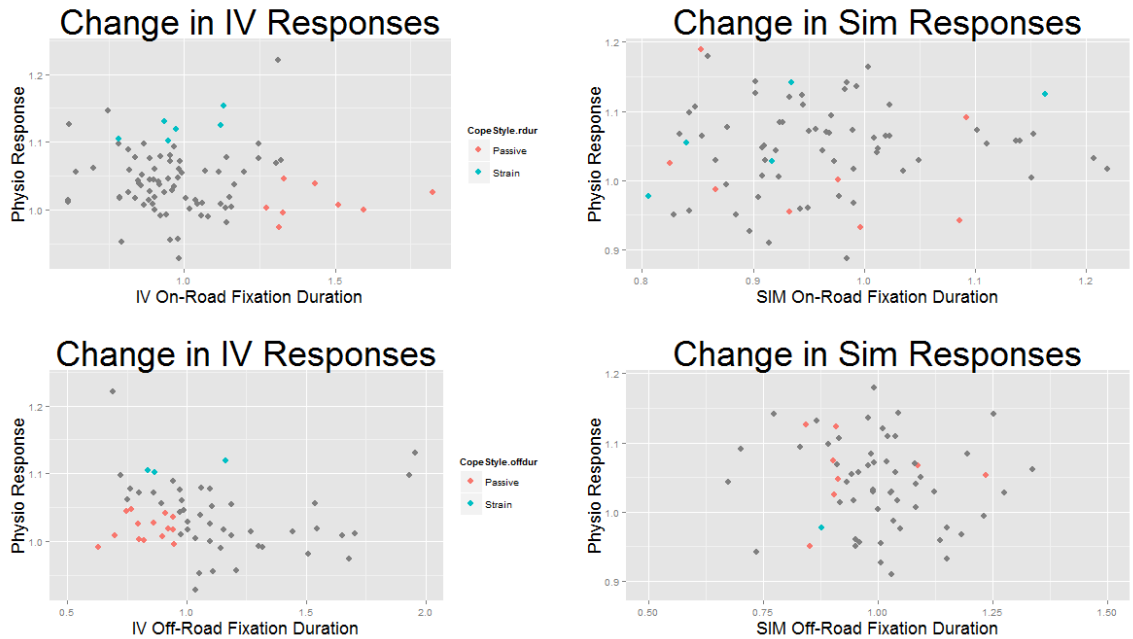 Change in IV Responses
Physio Response
1.2
1.1
1.0
1.0
1.5
IV On-Road Fixation Duration
CopeStyle.rdur
Passive
Strain
Change in Sim Responses
Physio Response
1.2
1.1
1.0
0.9
0.8
0.9
1.0
1.1
1.2
SIM On-Road Fixation Duration
Change in IV Responses
Physio Response
1.2
1.1
1.0
0.5
1.0
1.5
2.0
IV Off-Road Fixation Duration
CopeStyle.offdur
Passive
Strain
Change in Sim Responses
Physio Response
1.2
1.1
1.0
0.9
0.50
0.75
1.00
1.25
1.50
SIM Off-Road Fixation Duration